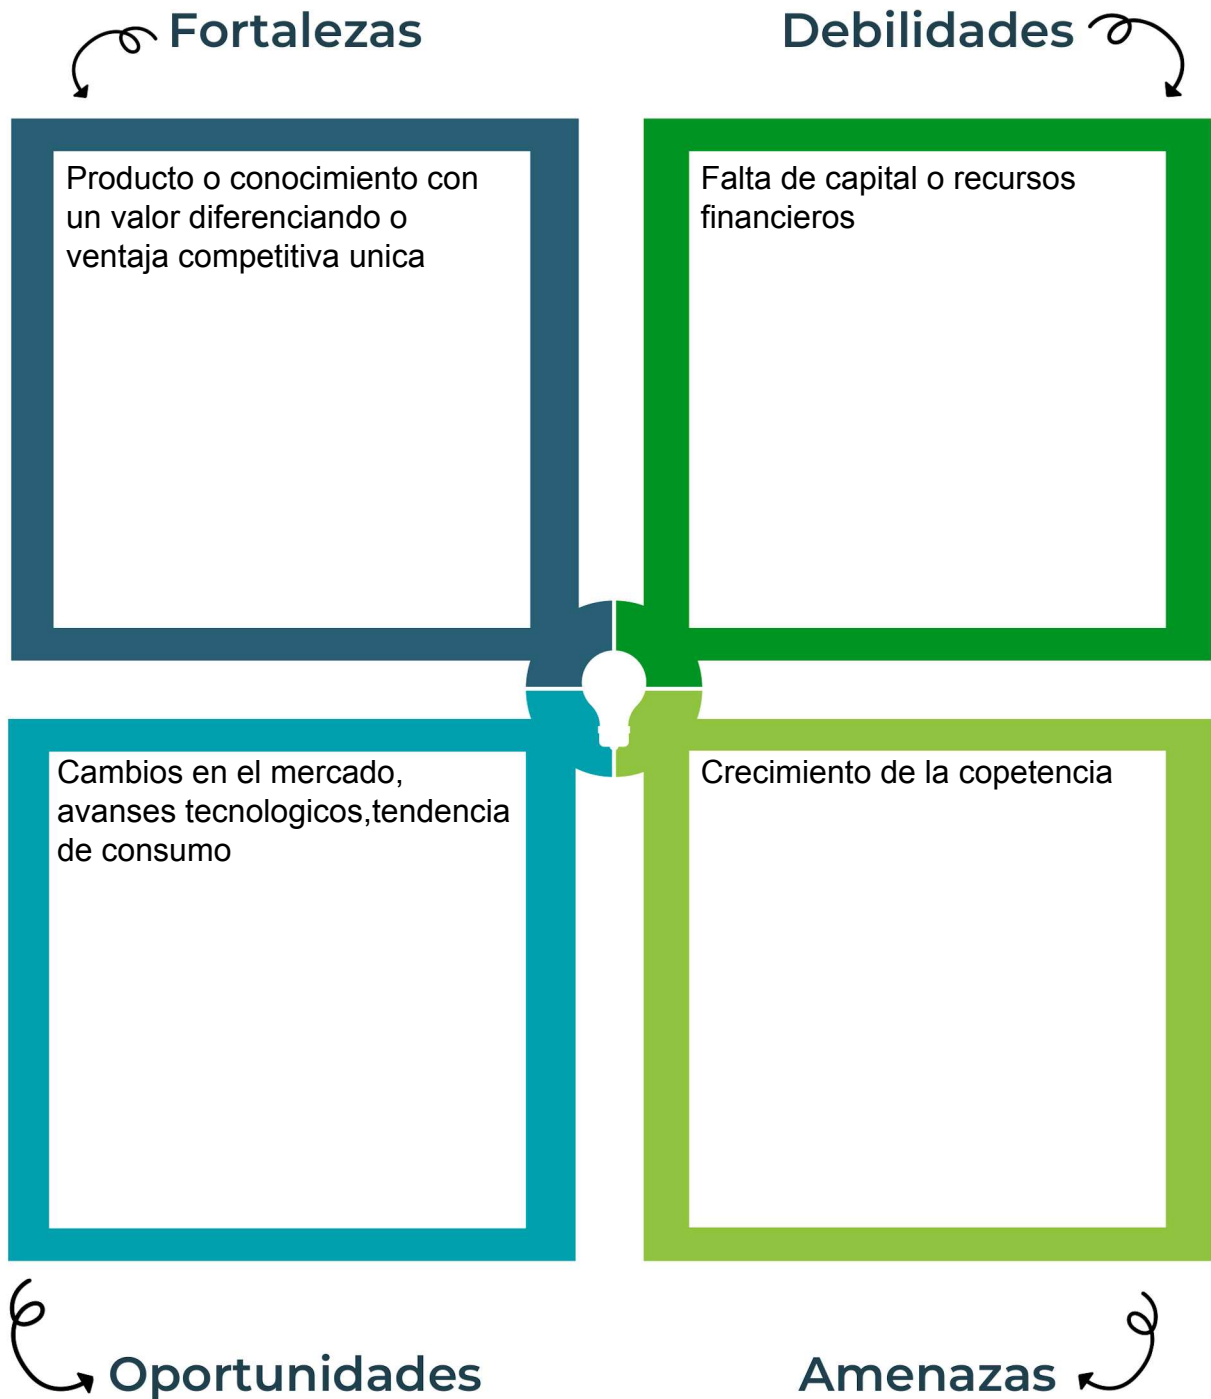 Fortalezas
Debilidades
Producto o conocimiento con
un valor diferenciando o
ventaja competitiva unica
Falta de capital o recursos
financieros
Cambios en el mercado,
avanses tecnologicos,tendencia
de consumo
Crecimiento de la copetencia
Oportunidades
Amenazas